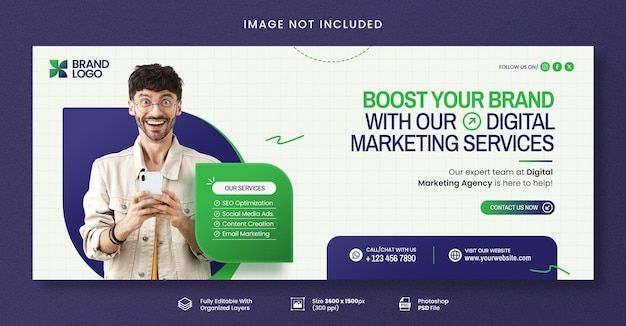 IMAGE NOT INCLUDED
BRAND
LOGO
FOLLOW US ON/
BOOST YOUR BRAND
WITH OUR DIGITAL
MARKETING SERVICES
Our expert team at Digital
Marketing Agency is here to help!
CONTACT US NOW
OUR SERVICES
SEO Optimization
Social Media Ads.
Content Creation
Email Marketing
CALL/CHAT WITH US
+ 123 456 7890
VISIT OUR WEBSITE
www.yourwebsite.com
Fully Editable With
Organized Layers
Size 3600 x 1500px
(300 ppi)
Photoshop
PSD File